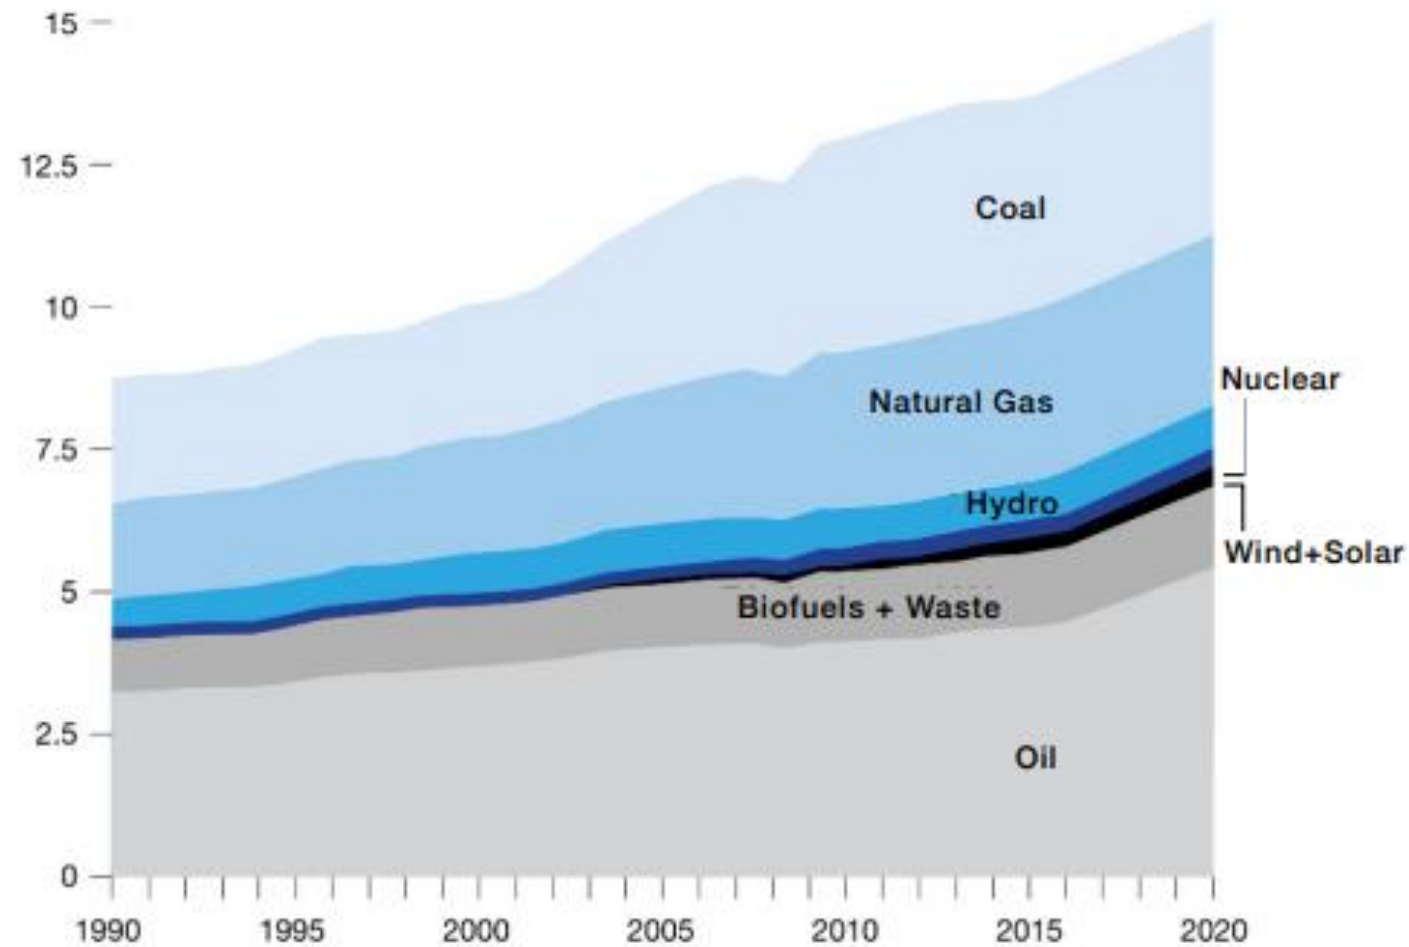 15
12.5
Coal
10
Nuclear
Natural Gas
7.5
Hydro
Wind+Solar
5
Biofuels + Waste
2.5
Oil
0
1990 1995 2000 2005 2010 2015 2020